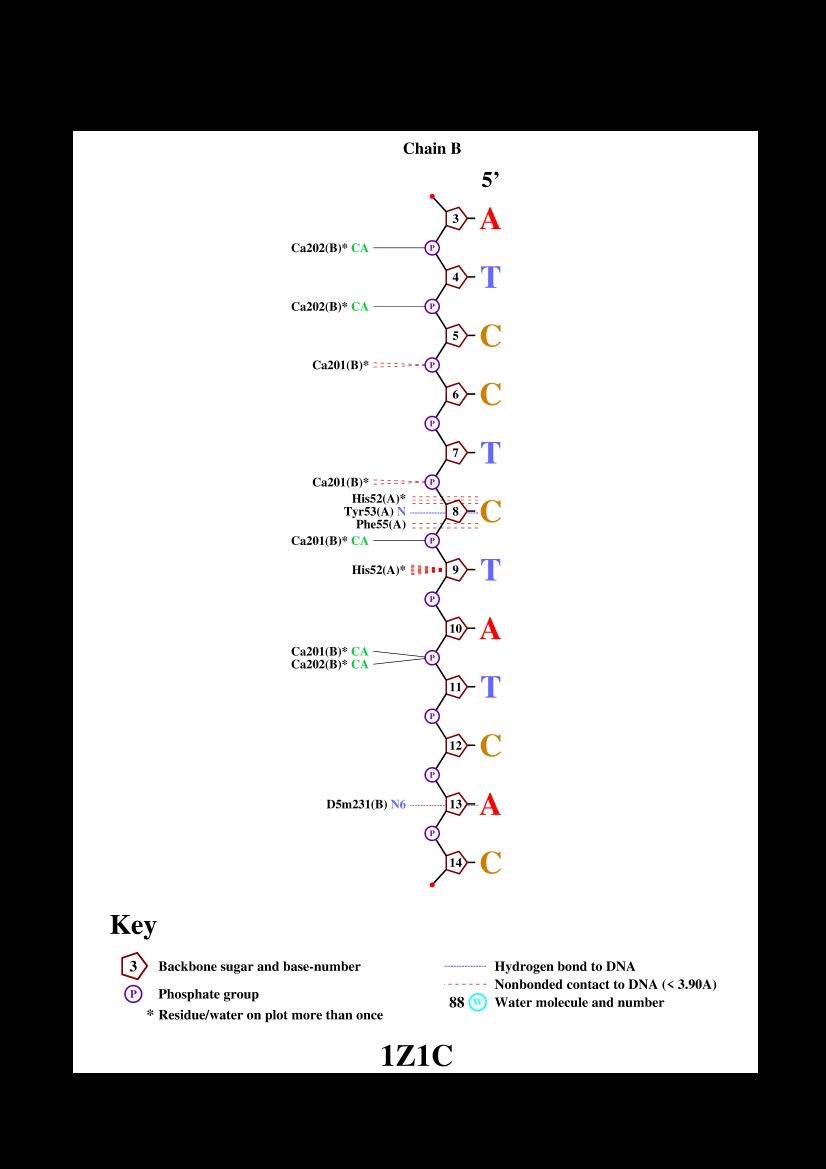 Chain B
5’
3 A
Ca202(B)* CA P
4 T
Ca202(B)* CA P
5 C
Ca201(B)* P
6 C
P
7 T
Ca201(B)* P
His52(A)*
Tyr53(A) N 8 C
Phe55(A)
Ca201(B)* CA P
His52(A)* 9 T
P
10 A
Ca201(B)* CA P
Ca202(B)* CA
11 T
P
12 C
P
D5m231(B) N6 13 A
P
14 C
Key
3 Backbone sugar and base-number
P Phosphate group
* Residue/water on plot more than once
Hydrogen bond to DNA
Nonbonded contact to DNA (< 3.90A)
88 W Water molecule and number
1Z1C